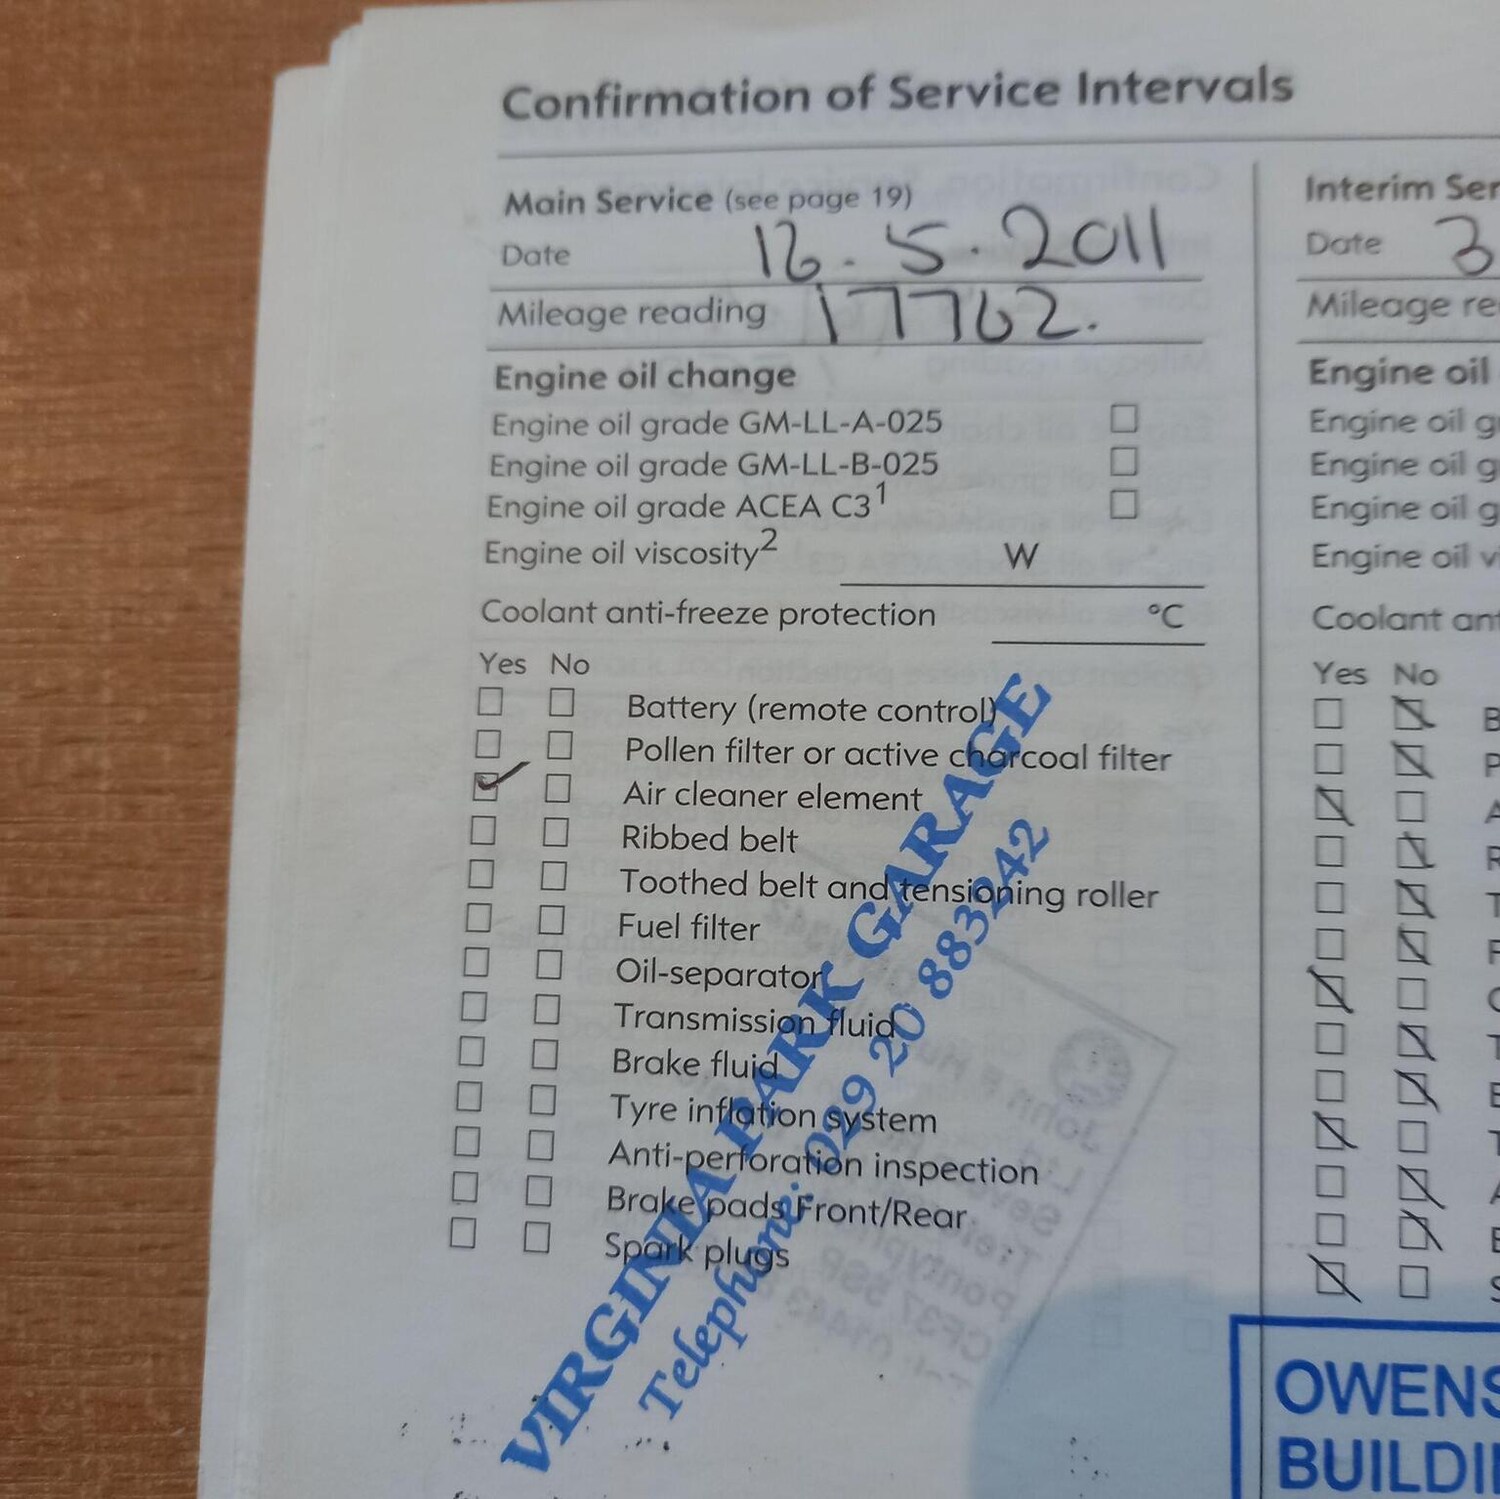 Confirmation of Service Intervals
Main Service (see page 19)
Date 16.5.2011
Mileage reading 17762.
Engine oil change
Engine oil grade GM-LL-A-025
Engine oil grade GM-LL-B-025
Engine oil grade ACEA C3¹
Engine oil viscosity² W
Coolant anti-freeze protection °C
Yes No
Battery (remote control)
Pollen filter or active charcoal filter
Air cleaner element
Ribbed belt
Toothed belt and tensioning roller
Fuel filter
Oil-separator
Transmission fluid
Brake fluid
Tyre inflation system
Anti-perforation inspection
Brake pads Front/Rear
Spark plugs
VIRGINIA PARK GARAGE
Telephone: 029 20 883242
Interim Ser
Date 3
Mileage re
Engine oil
Engine oil g
Engine oil g
Engine oil g
Engine oil v
Coolant ant
Yes No
B
P
A
R
T
F
O
T
B
T
A
B
S
OWENS
BUILDI